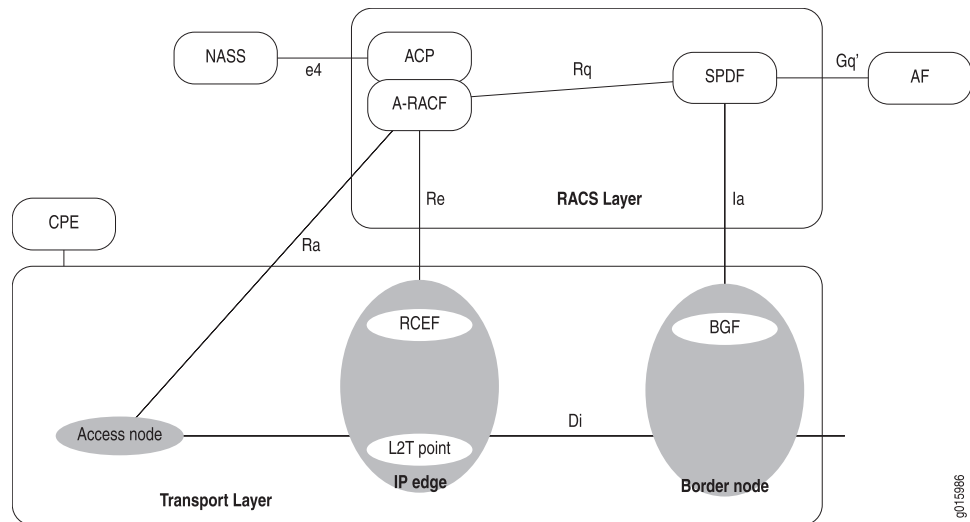 NASS
e4
ACP
A-RACF
Rq
SPDF
Gq'
AF
CPE
Ra
Re
RACS Layer
Ia
RCEF
BGF
Access node
Di
L2T point
IP edge
Border node
Transport Layer
g015986